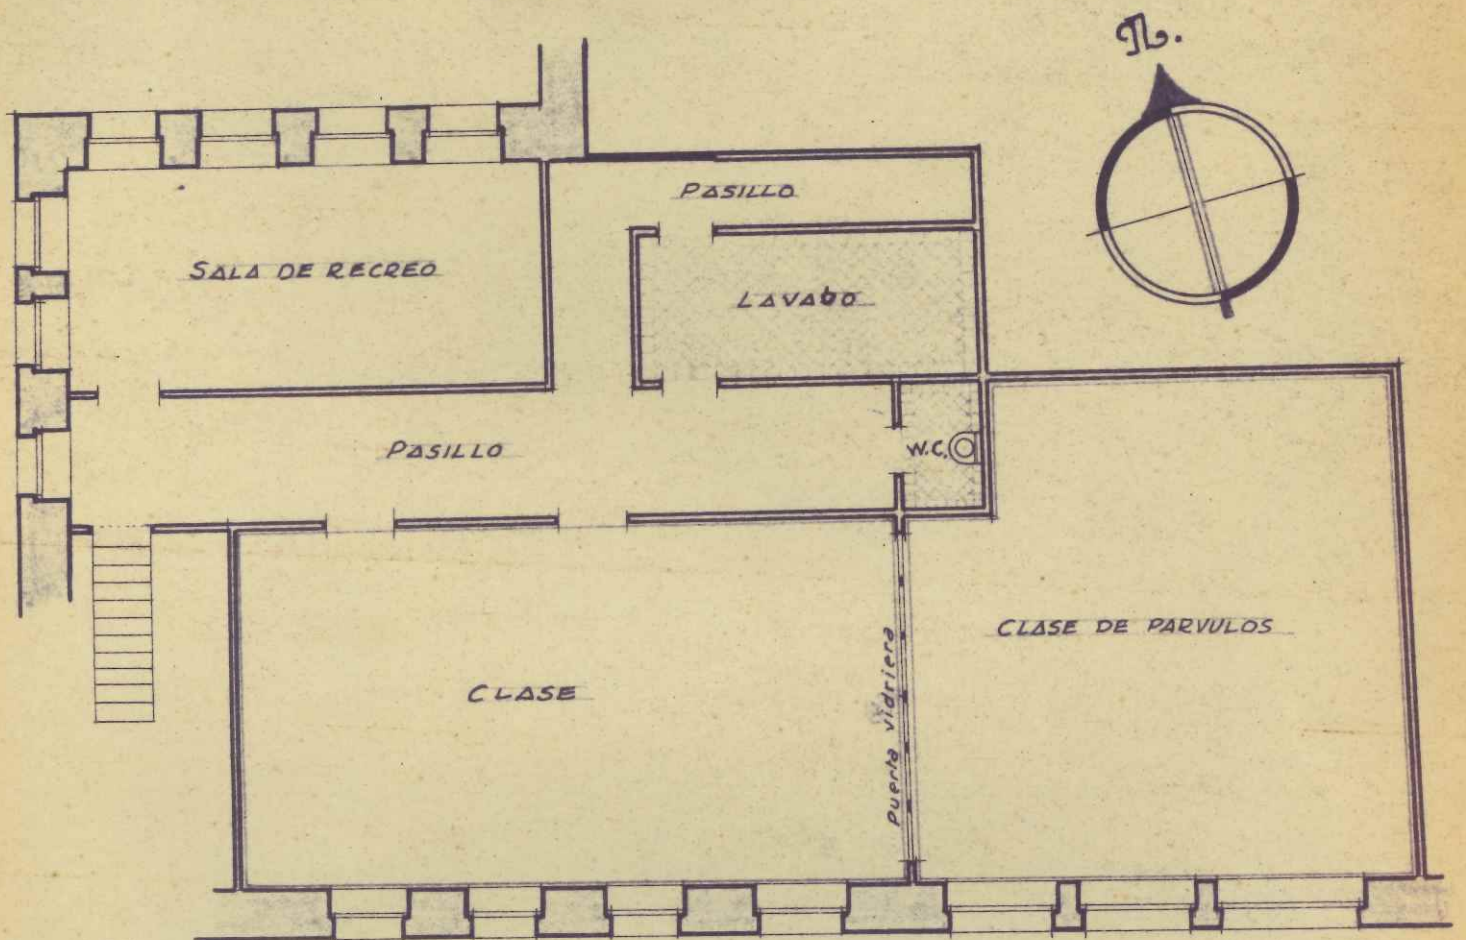 N.
PASILLO
SALA DE RECREO
LAVAbO
PASILLO
W.C.
CLASE DE PARVULOS
CLASE
Puerta vidriera